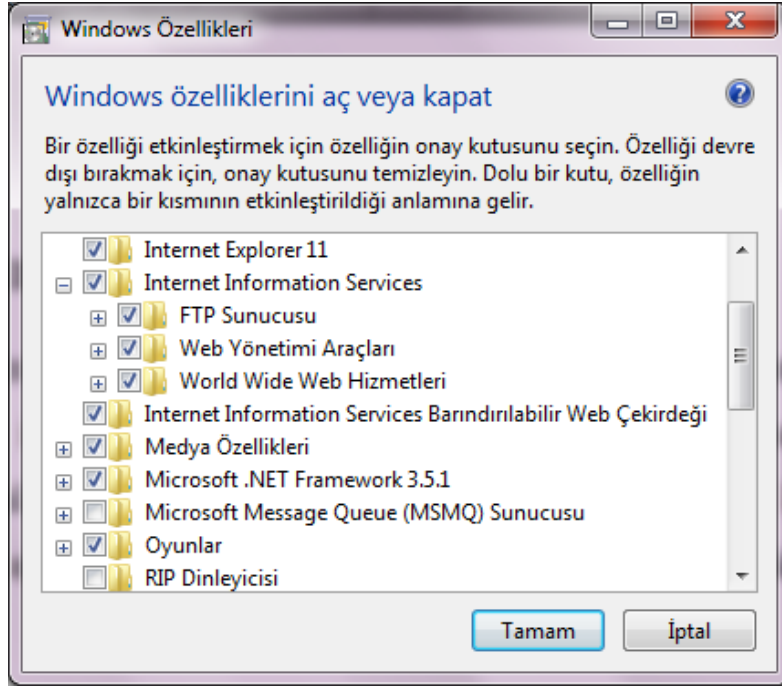 Windows Özellikleri
Windows özelliklerini aç veya kapat
Bir özelliği etkinleştirmek için özelliğin onay kutusunu seçin. Özelliği devre
dışı bırakmak için, onay kutusunu temizleyin. Dolu bir kutu, özelliğin
yalnızca bir kısmının etkinleştirildiği anlamına gelir.
Internet Explorer 11
Internet Information Services
FTP Sunucusu
Web Yönetimi Araçları
World Wide Web Hizmetleri
Internet Information Services Barındırılabilir Web Çekirdeği
Medya Özellikleri
Microsoft .NET Framework 3.5.1
Microsoft Message Queue (MSMQ) Sunucusu
Oyunlar
RIP Dinleyicisi
Tamam
İptal